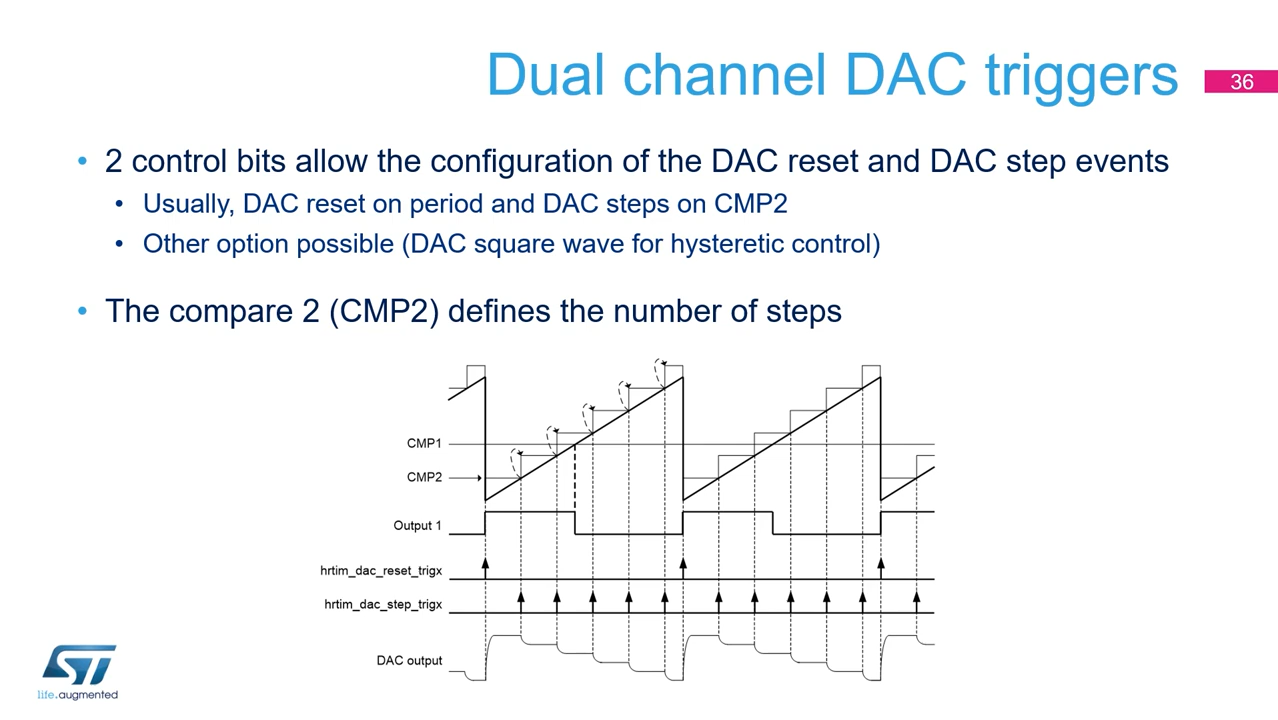 Dual channel DAC triggers
36
• 2 control bits allow the configuration of the DAC reset and DAC step events
• Usually, DAC reset on period and DAC steps on CMP2
• Other option possible (DAC square wave for hysteretic control)
• The compare 2 (CMP2) defines the number of steps
CMP1
CMP2
Output 1
hrtim_dac_reset_trigx
hrtim_dac_step_trigx
DAC output
ST
life.augmented